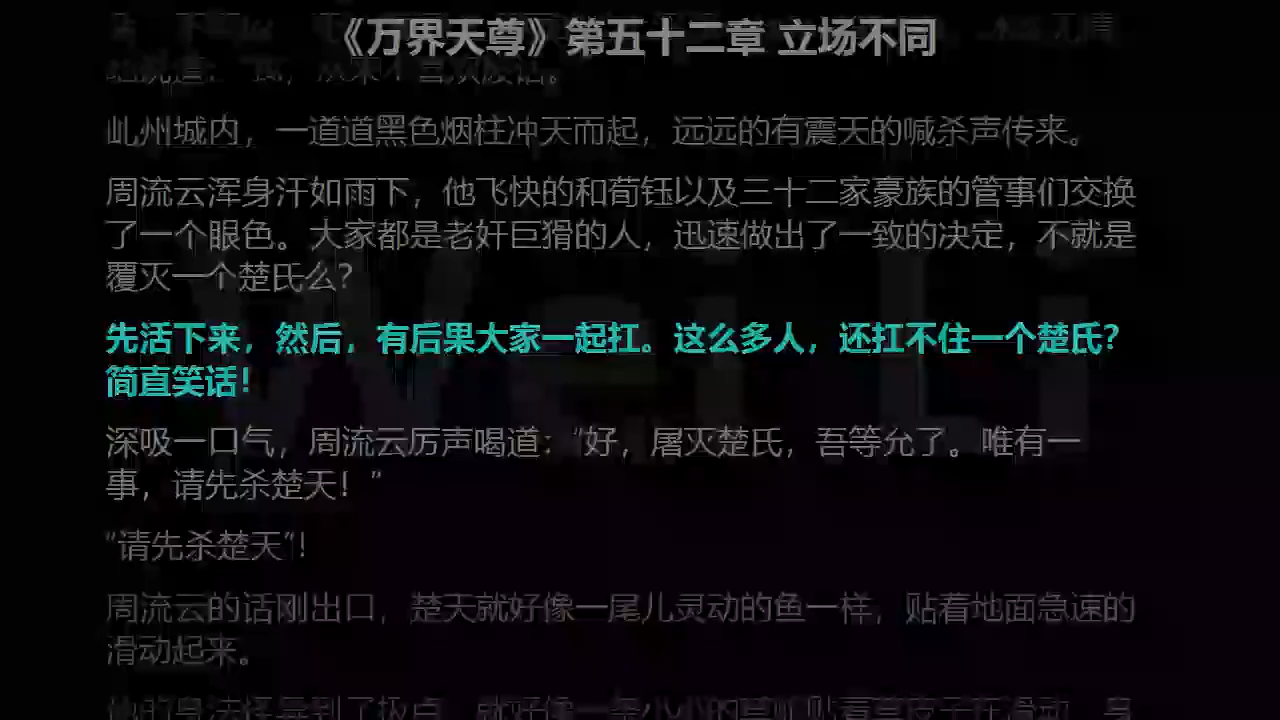 《万界天尊》第五十二章 立场不同
虬州城内，一道道黑色烟柱冲天而起，远远的有震天的喊杀声传来。
周流云浑身汗如雨下，他飞快的和荀钰以及三十二家豪族的管事们交换
了一个眼色。大家都是老奸巨猾的人，迅速做出了一致的决定，不就是
覆灭一个楚氏么？
先活下来，然后，有后果大家一起扛。这么多人，还扛不住一个楚氏？
简直笑话！
深吸一口气，周流云厉声喝道：“好，屠灭楚氏，吾等允了。唯有一
事，请先杀楚天！”
“请先杀楚天”！
周流云的话刚出口，楚天就好像一尾儿灵动的鱼一样，贴着地面急速的
滑动起来。